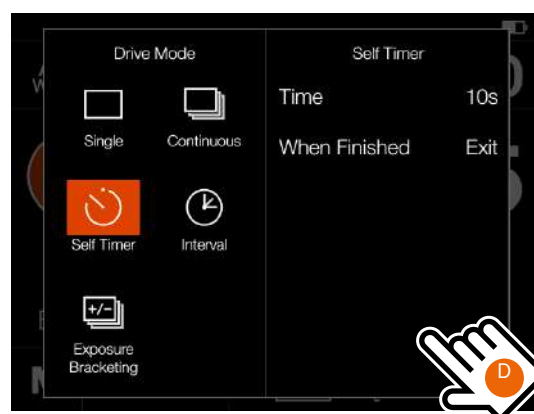 Drive Mode
Single
Continuous
Self Timer
Interval
+/-
Exposure
Bracketing
Self Timer
Time 10s
When Finished Exit
D